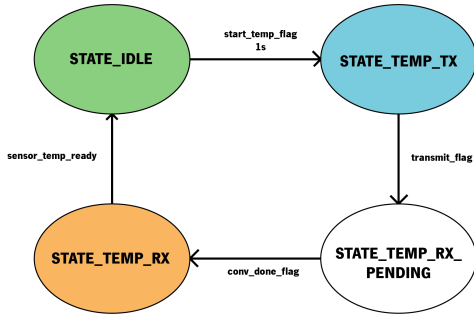 start_temp_flag
1s
STATE_IDLE
STATE_TEMP_TX
sensor_temp_ready
transmit_flag
STATE_TEMP_RX
conv_done_flag
STATE_TEMP_RX_
PENDING